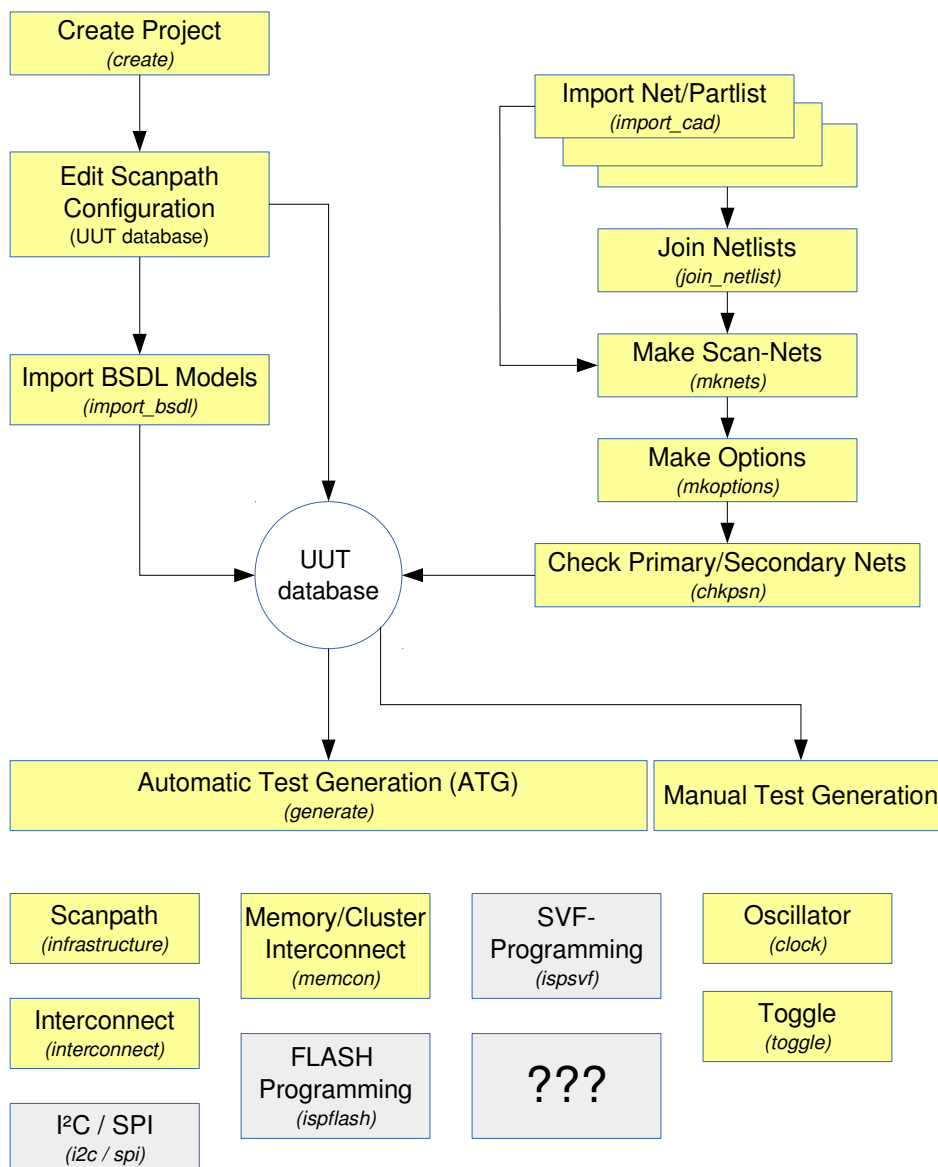 Create Project
(create)
Import Net/Partlist
(import_cad)
Edit Scanpath
Configuration
(UUT database)
Join Netlists
(join_netlist)
Make Scan-Nets
(mknets)
Import BSDL Models
(import_bsdl)
Make Options
(mkoptions)
UUT
database
Check Primary/Secondary Nets
(chkpsn)
Automatic Test Generation (ATG)
(generate)
Manual Test Generation
Scanpath
(infrastructure)
Memory/Cluster
Interconnect
(memcon)
SVF-
Programming
(ispsvf)
Oscillator
(clock)
Interconnect
(interconnect)
FLASH
Programming
(ispflash)
???
Toggle
(toggle)
I²C / SPI
(i2c / spi)